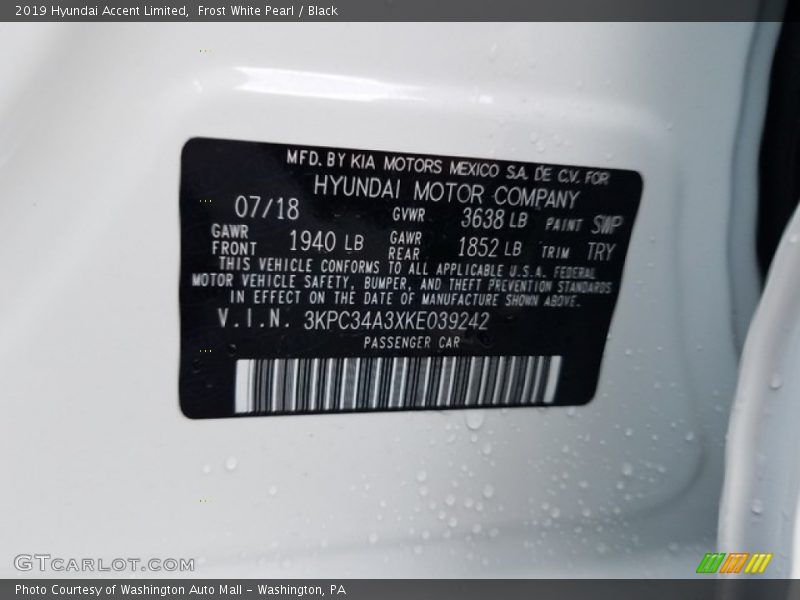 2019 Hyundai Accent Limited,  Frost White Pearl / Black
MFD. BY KIA MOTORS MEXICO S.A. DE C.V. FOR
HYUNDAI MOTOR COMPANY
07/18 GVWR 3638 LB PAINT SWP
GAWR FRONT 1940 LB GAWR REAR 1852 LB TRIM TRY
THIS VEHICLE CONFORMS TO ALL APPLICABLE U.S.A. FEDERAL
MOTOR VEHICLE SAFETY, BUMPER, AND THEFT PREVENTION STANDARDS
IN EFFECT ON THE DATE OF MANUFACTURE SHOWN ABOVE.
V.I.N. 3KPC34A3XKE039242
PASSENGER CAR
GTCARLOT.COM
Photo Courtesy of Washington Auto Mall - Washington, PA